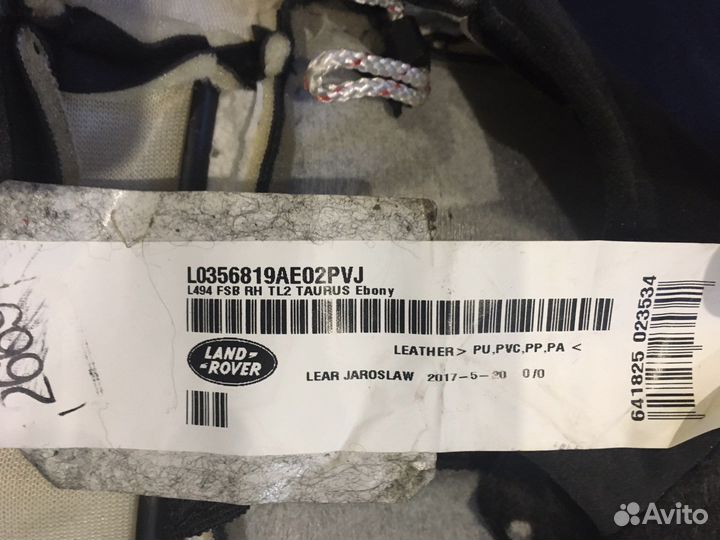 L0356819AE02PVJ
L494 FSB RH TL2 TAURUS Ebony
LEATHER> PU,PVC,PP,PA <
LAND-
-ROVER
LEAR JAROSLAW 2017-5-20 0/0
641825 023534
Avito